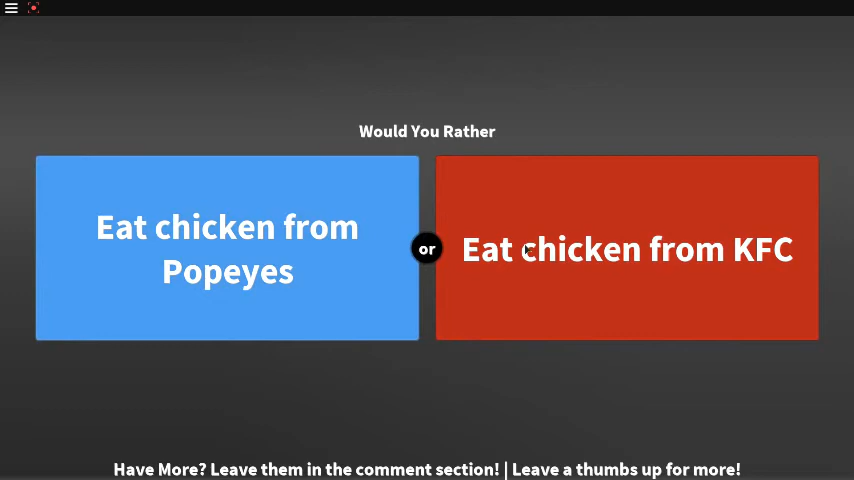 Would You Rather
Eat chicken from
Popeyes
or
Eat chicken from KFC
Have More? Leave them in the comment section! | Leave a thumbs up for more!